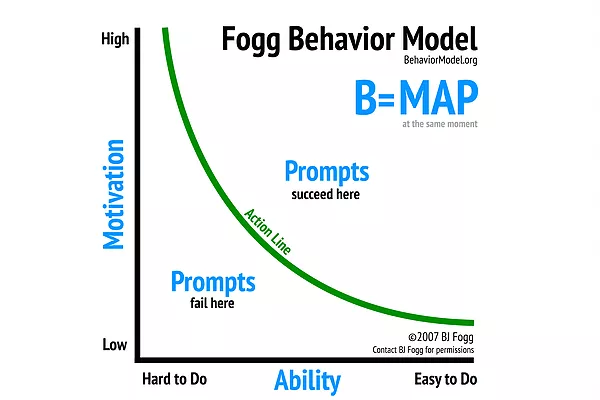 Fogg Behavior Model
BehaviorModel.org
B=MAP
at the same moment
High
Motivation
Low
Prompts
succeed here
Action Line
Prompts
fail here
©2007 BJ Fogg
Contact BJ Fogg for permissions
Hard to Do
Ability
Easy to Do